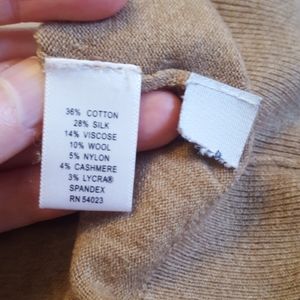 36% COTTON
28% SILK
14% VISCOSE
10% WOOL
5% NYLON
4% CASHMERE
3% LYCRA®
SPANDEX
RN 54023